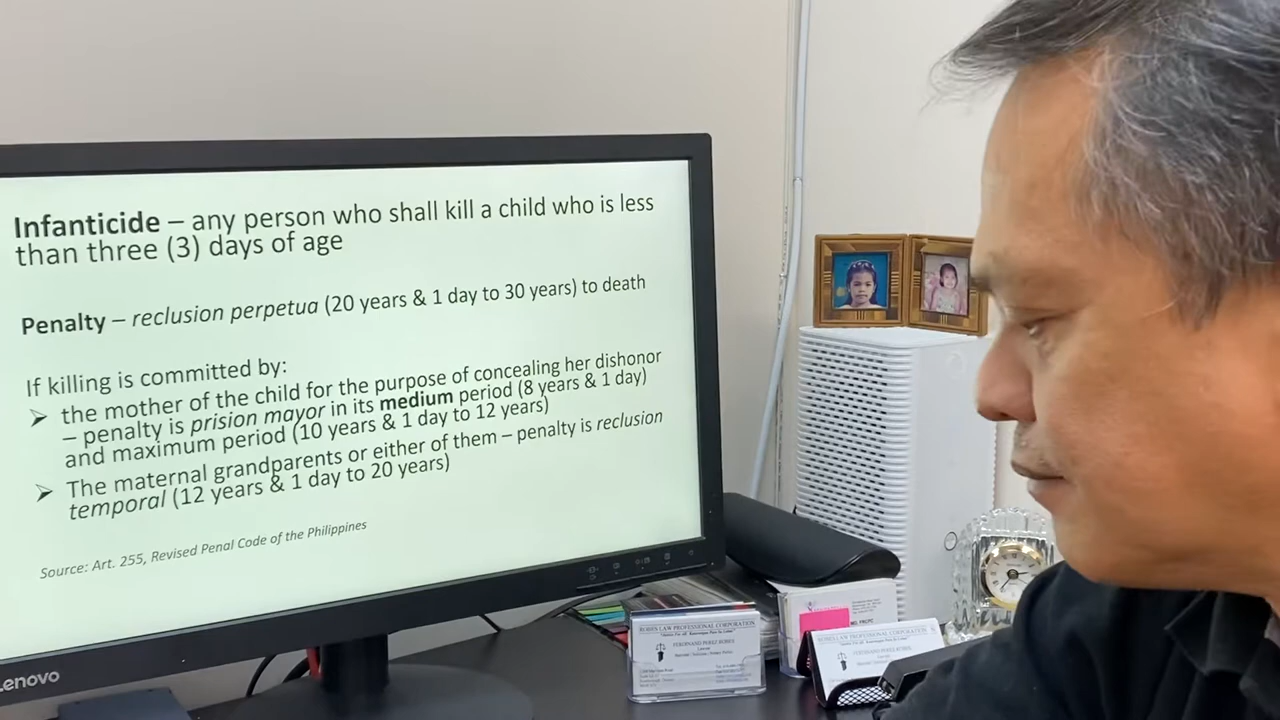 Infanticide – any person who shall kill a child who is less
than three (3) days of age
Penalty – reclusion perpetua (20 years & 1 day to 30 years) to death
If killing is committed by:
➢ the mother of the child for the purpose of concealing her dishonor
– penalty is prision mayor in its medium period (8 years & 1 day)
and maximum period (10 years & 1 day to 12 years)
➢ The maternal grandparents or either of them – penalty is reclusion
temporal (12 years & 1 day to 20 years)
Source: Art. 255, Revised Penal Code of the Philippines
Lenovo
ROBIES LAW PROFESSIONAL CORPORATION
FERDINAND PEREZ ROBIES
LAW PROFESSIONAL CORPORATION
FERDINAND PEREZ ROBIES